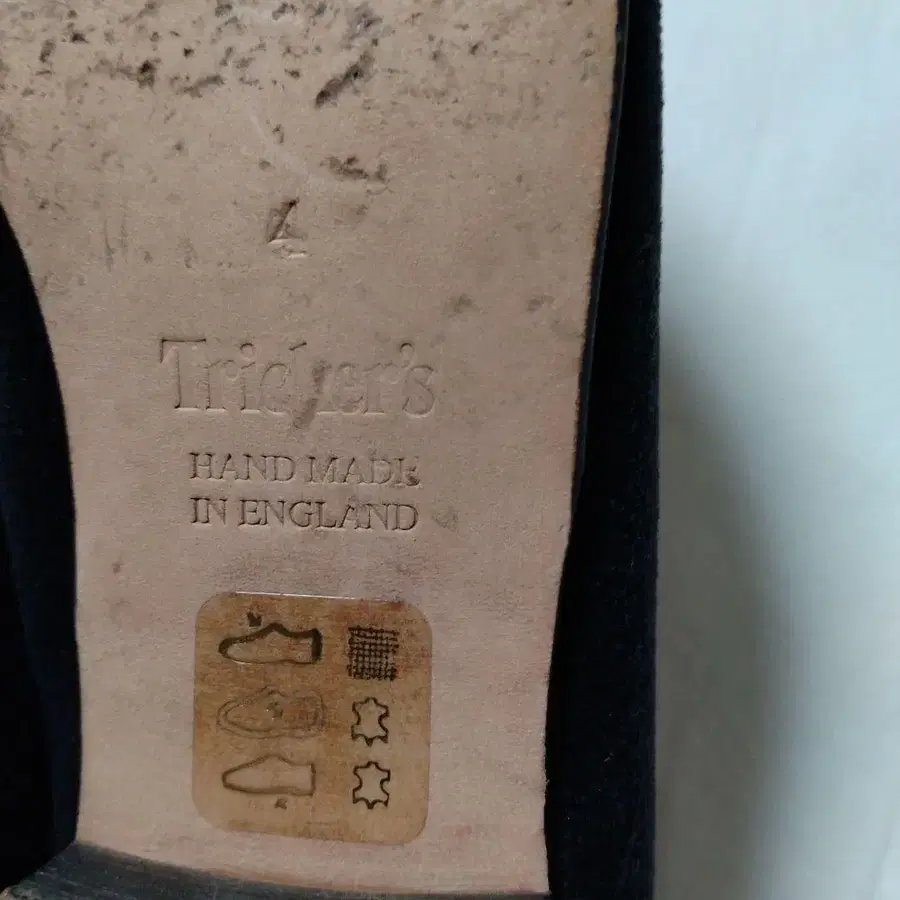 4
Tricker's
HAND MADE
IN ENGLAND